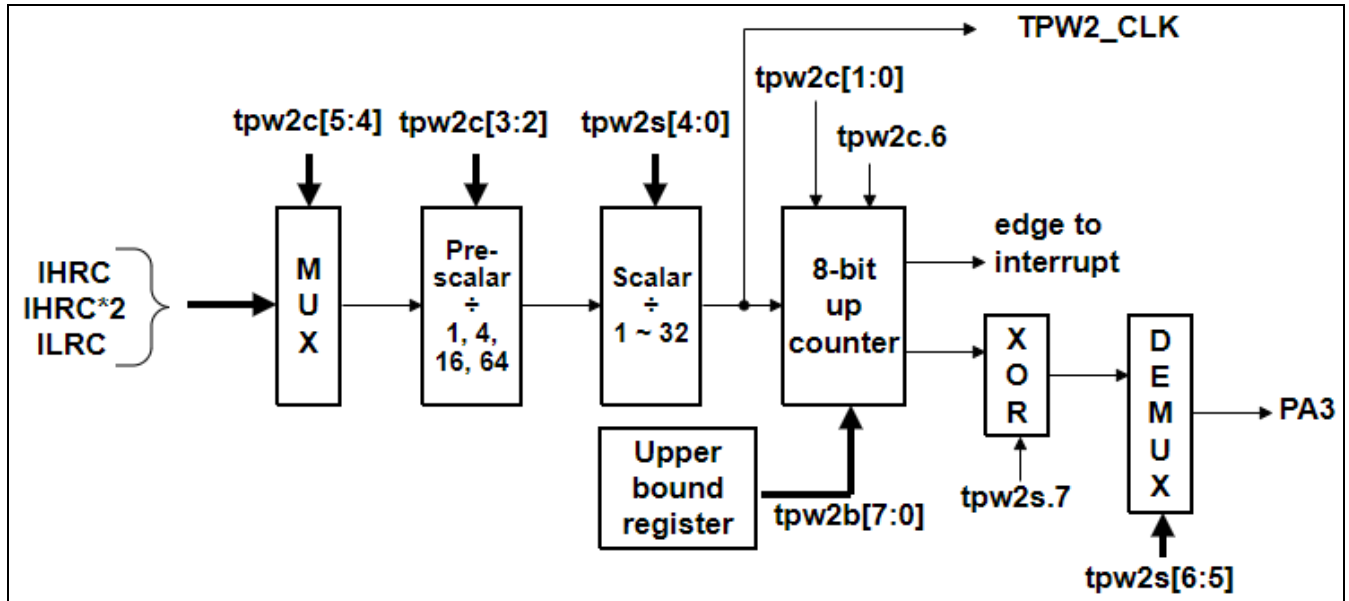 TPW2_CLK
tpw2c[1:0]
tpw2c[5:4]
tpw2c[3:2]
tpw2s[4:0]
tpw2c.6
IHRC
IHRC*2
ILRC
M
U
X
Pre-
scalar
÷
1, 4,
16, 64
Scalar
÷
1 ~ 32
8-bit
up
counter
edge to
interrupt
X
O
R
D
E
M
U
X
PA3
Upper
bound
register
tpw2b[7:0]
tpw2s.7
tpw2s[6:5]